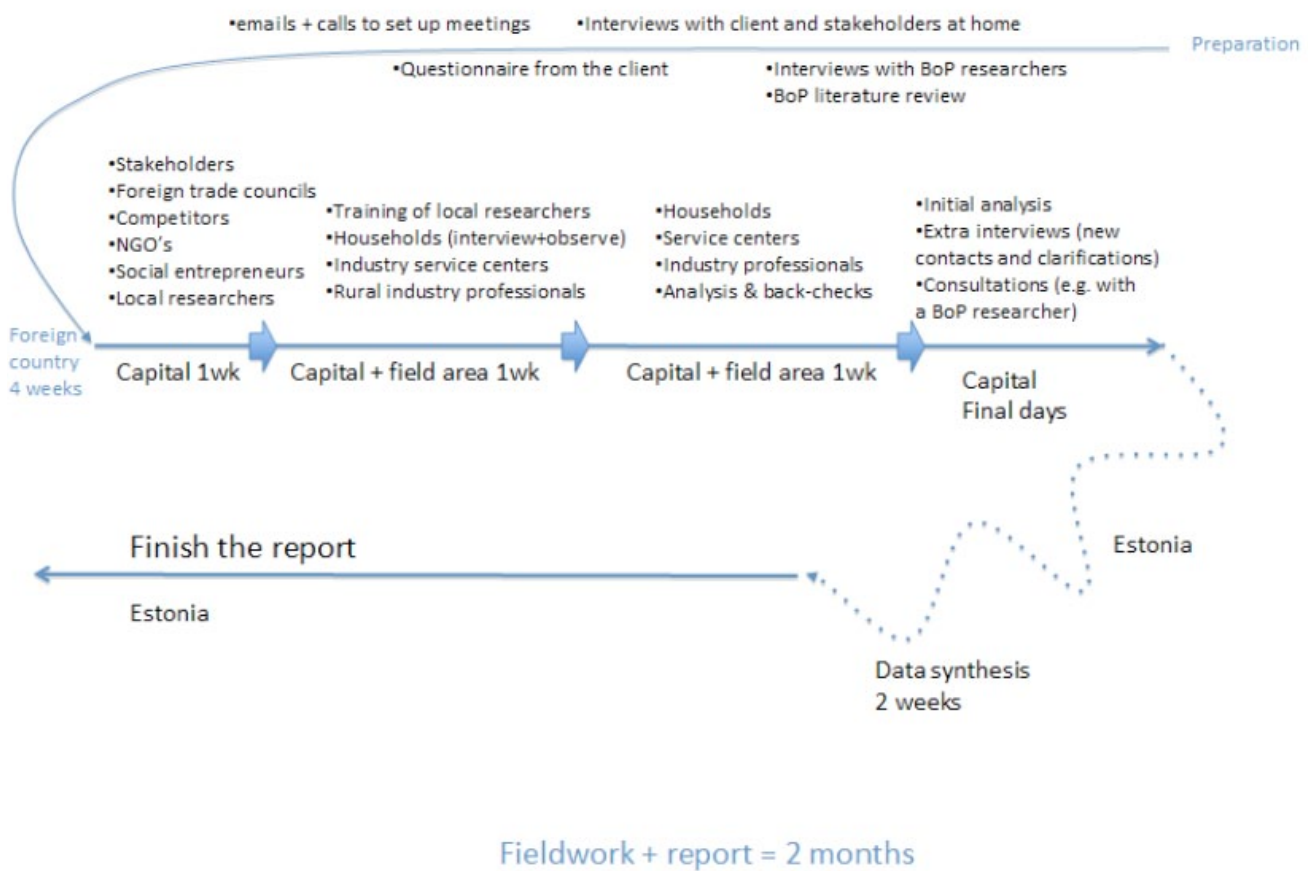 •emails + calls to set up meetings
•Interviews with client and stakeholders at home
Preparation
•Questionnaire from the client
•Interviews with BoP researchers
•BoP literature review
•Stakeholders
•Foreign trade councils
•Competitors
•NGO's
•Social entrepreneurs
•Local researchers
•Training of local researchers
•Households (interview+observe)
•Industry service centers
•Rural industry professionals
•Households
•Service centers
•Industry professionals
•Analysis & back-checks
•Initial analysis
•Extra interviews (new
contacts and clarifications)
•Consultations (e.g. with
a BoP researcher)
Foreign
country
4 weeks
Capital 1wk
Capital + field area 1wk
Capital + field area 1wk
Capital
Final days
Estonia
Data synthesis
2 weeks
Finish the report
Estonia
Fieldwork + report = 2 months